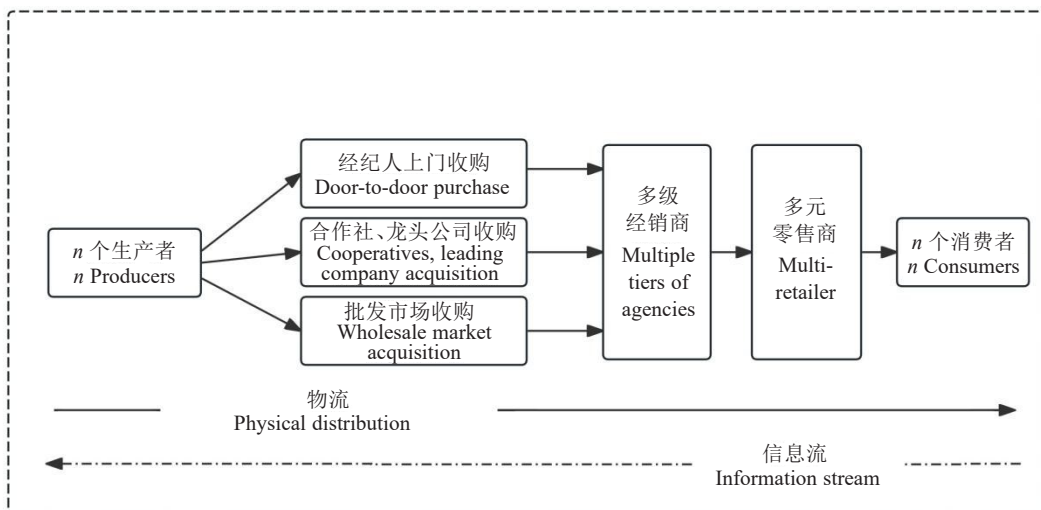 n 个生产者
n Producers
经纪人上门收购
Door-to-door purchase
合作社、龙头公司收购
Cooperatives, leading
company acquisition
批发市场收购
Wholesale market
acquisition
多级
经销商
Multiple
tiers of
agencies
多元
零售商
Multi-
retailer
n 个消费者
n Consumers
物流
Physical distribution
信息流
Information stream